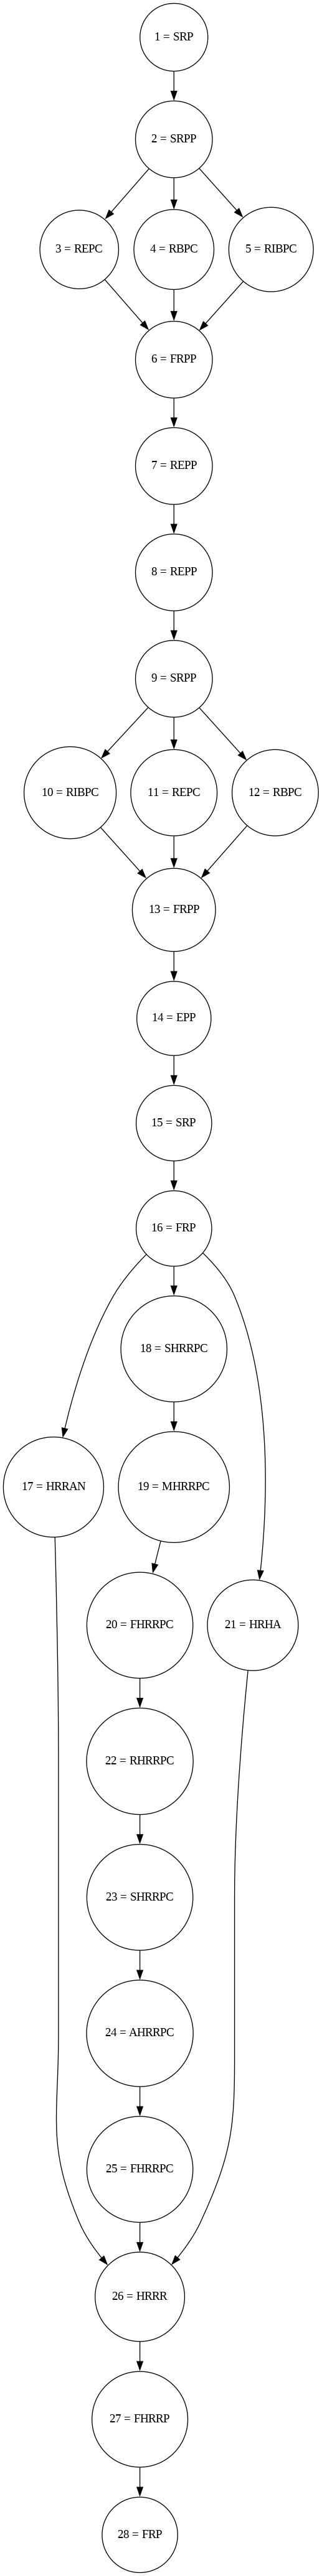 1 = SRP
2 = SRPP
3 = REPC
4 = RBPC
5 = RIBPC
6 = FRPP
7 = REPP
8 = REPP
9 = SRPP
10 = RIBPC
11 = REPC
12 = RBPC
13 = FRPP
14 = EPP
15 = SRP
16 = FRP
18 = SHRRPC
17 = HRRAN
19 = MHRRPC
20 = FHRRPC
21 = HRHA
22 = RHRRPC
23 = SHRRPC
24 = AHRRPC
25 = FHRRPC
26 = HRRR
27 = FHRRP
28 = FRP